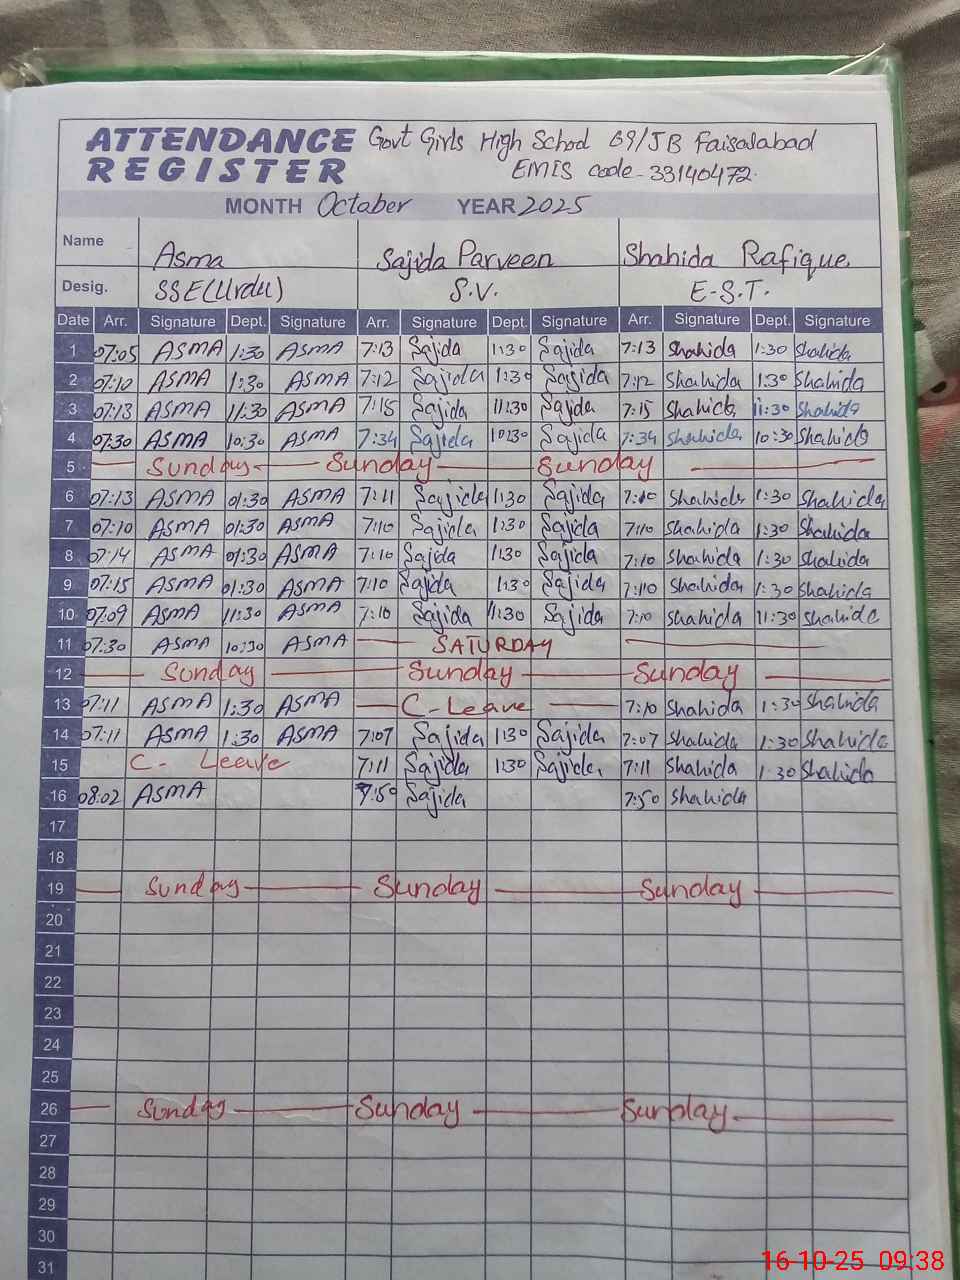 ATTENDANCE Govt Girls High School 69/JB Faisalabad
REGISTER EMIS code-33140472.
MONTH October YEAR 2025
Name Asma Sajida Parveen Shahida Rafique
Desig. SSE(Urdu) S.V. E-S.T.
Date Arr. Signature Dept. Signature Arr. Signature Dept. Signature Arr. Signature Dept. Signature
1 07:05 ASMA 1:30 ASMA 7:13 Sajida 1:30 Sajida 7:13 Shahida 1:30 Shahida
2 07:10 ASMA 1:30 ASMA 7:12 Sajida 1:30 Sajida 7:12 Shahida 1:30 Shahida
3 07:13 ASMA 11:30 ASMA 7:15 Sajida 11:30 Sajida 7:15 Shahida 11:30 Shahida
4 07:30 ASMA 10:30 ASMA 7:34 Sajida 10:30 Sajida 7:34 Shahida 10:30 Shahida
5 Sunday Sunday Sunday
6 07:13 ASMA 01:30 ASMA 7:11 Sajida 1:30 Sajida 7:10 Shahida 1:30 Shahida
7 07:10 ASMA 01:30 ASMA 7:10 Sajida 1:30 Sajida 7:10 Shahida 1:30 Shahida
8 07:14 ASMA 01:30 ASMA 7:10 Sajida 1:30 Sajida 7:10 Shahida 1:30 Shahida
9 07:15 ASMA 01:30 ASMA 7:10 Sajida 1:30 Sajida 7:10 Shahida 1:30 Shahida
10 07:09 ASMA 11:30 ASMA 7:10 Sajida 11:30 Sajida 7:10 Shahida 11:30 Shahida
11 07:30 ASMA 10:30 ASMA SATURDAY
12 Sunday Sunday Sunday
13 07:11 ASMA 1:30 ASMA C-Leave 7:10 Shahida 1:30 Shahida
14 07:11 ASMA 1:30 ASMA 7:07 Sajida 1:30 Sajida 7:07 Shahida 1:30 Shahida
15 C- Leave 7:11 Sajida 1:30 Sajida 7:11 Shahida 1:30 Shahida
16 08:02 ASMA 7:50 Sajida 7:50 Shahida
17
18
19 Sunday Sunday Sunday
20
21
22
23
24
25
26 Sunday Sunday Sunday
27
28
29
30
31
16-10-25 09:38